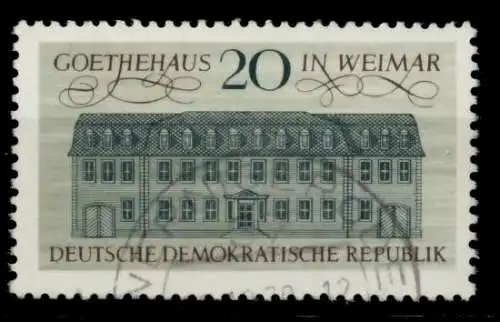 GOETHEHAUS 20 IN WEIMAR
DEUTSCHE DEMOKRATISCHE REPUBLIK